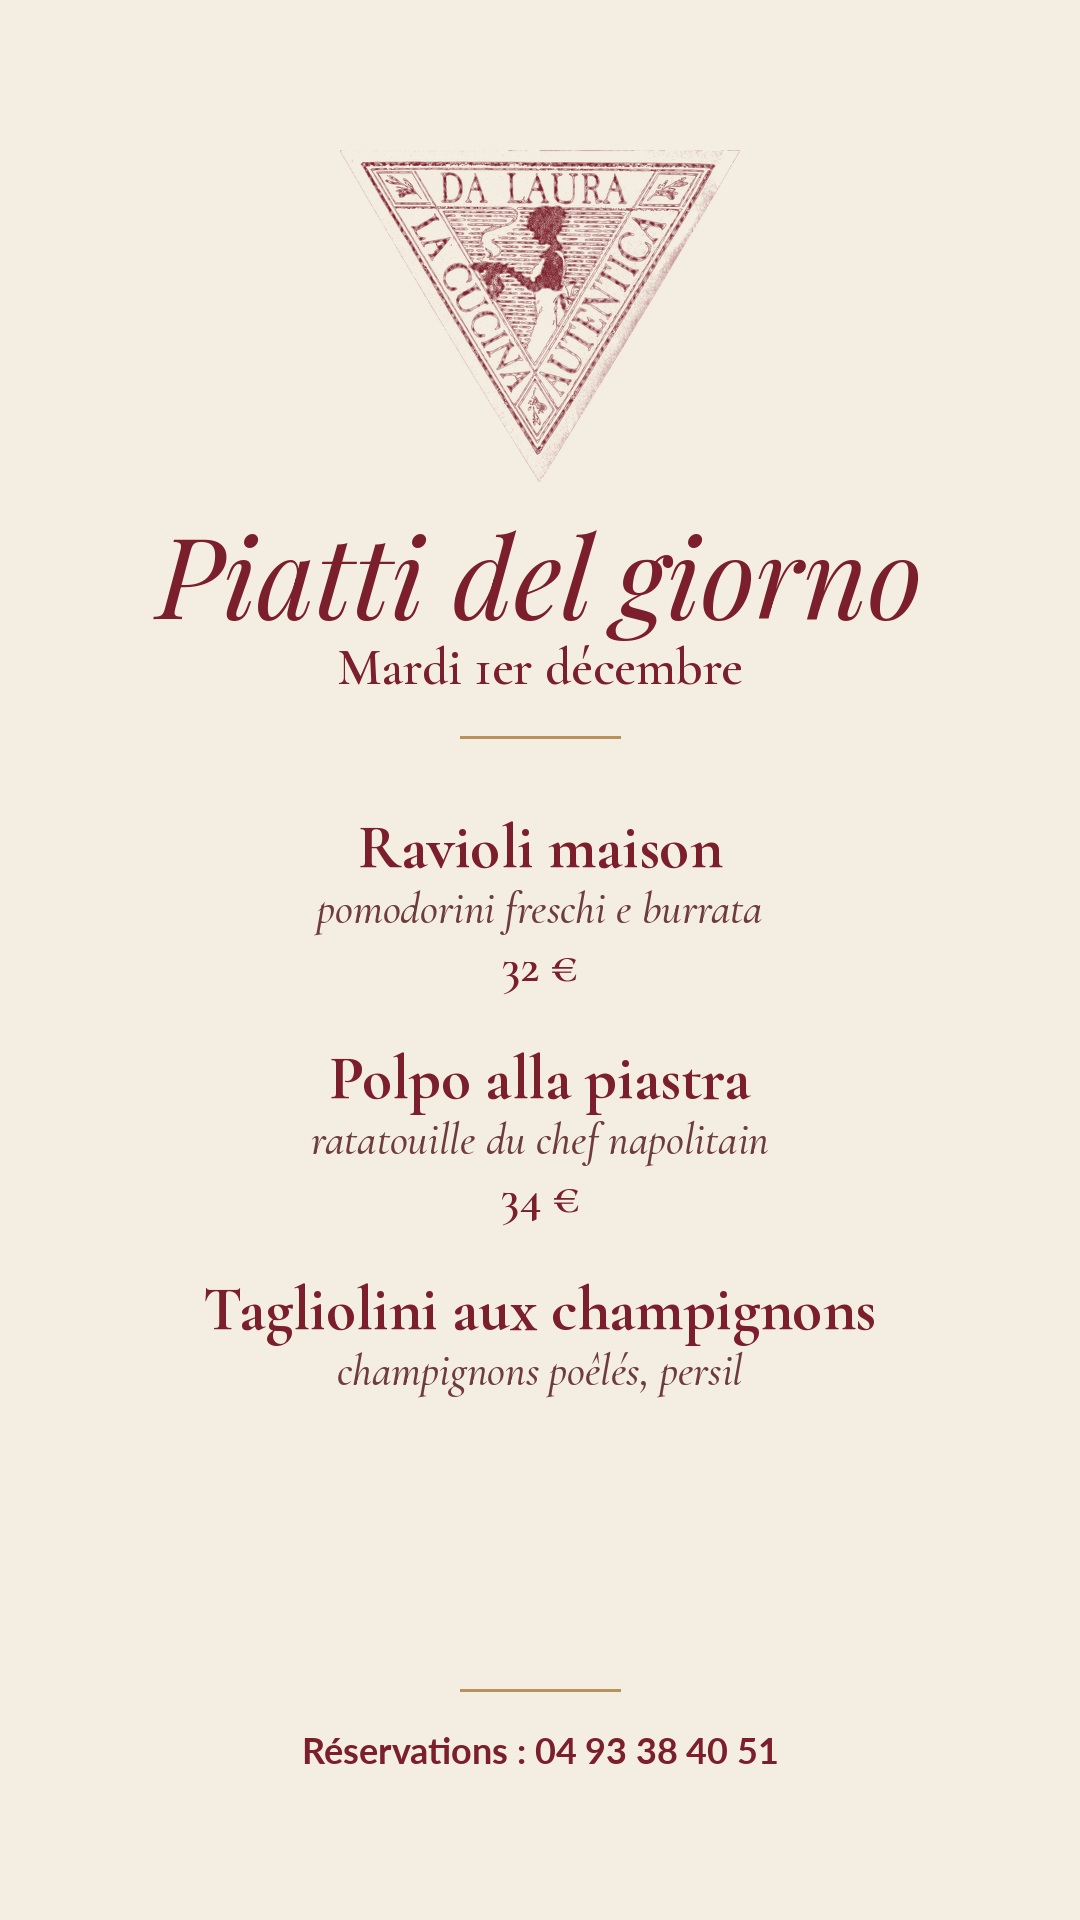 DA LAURA
LA CUCINA
AUTENTICA
Piatti del giorno
Mardi 1er décembre
Ravioli maison
pomodorini freschi e burrata
32 €
Polpo alla piastra
ratatouille du chef napolitain
34 €
Tagliolini aux champignons
champignons poêlés, persil
Réservations : 04 93 38 40 51